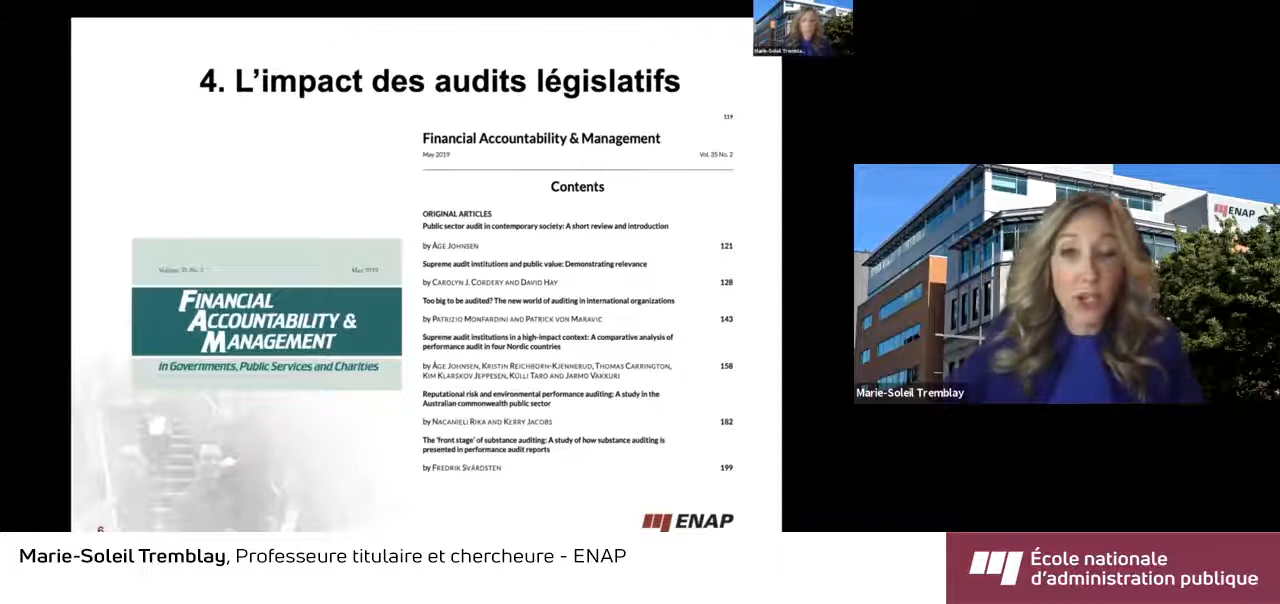 4. L’impact des audits législatifs
119
Financial Accountability & Management
May 2019 Vol. 35 No. 2
Contents
ORIGINAL ARTICLES
Public sector audit in contemporary society: A short review and introduction
by ÅGE JOHNSEN 121
Supreme audit institutions and public value: Demonstrating relevance
by CAROLYN J. CORDERY AND DAVID HAY 128
Too big to be audited? The new world of auditing in international organizations
by PATRIZIO MONFARDINI AND PATRICK VON MARAVIC 143
Supreme audit institutions in a high-impact context: A comparative analysis of
performance audit in four Nordic countries
by ÅGE JOHNSEN, KRISTIN REICHBORN-KJENNERUD, THOMAS CARRINGTON, 158
KIM KLARSKOV JEPPESEN, KÜLLI TARO AND JARMO VAKKURI
Reputational risk and environmental performance auditing: A study in the
Australian commonwealth public sector
by NACANIELI RIKA AND KERRY JACOBS 182
The ‘front stage’ of substance auditing: A study of how substance auditing is
presented in performance audit reports
by FREDRIK SVÄRDSTEN 199
May 2019
FINANCIAL
ACCOUNTABILITY &
MANAGEMENT
in Governments, Public Services and Charities
6
ENAP
Marie-Soleil Trembla...
ENAP
Marie-Soleil Tremblay
Marie-Soleil Tremblay, Professeure titulaire et chercheure - ENAP
École nationale
d’administration publique